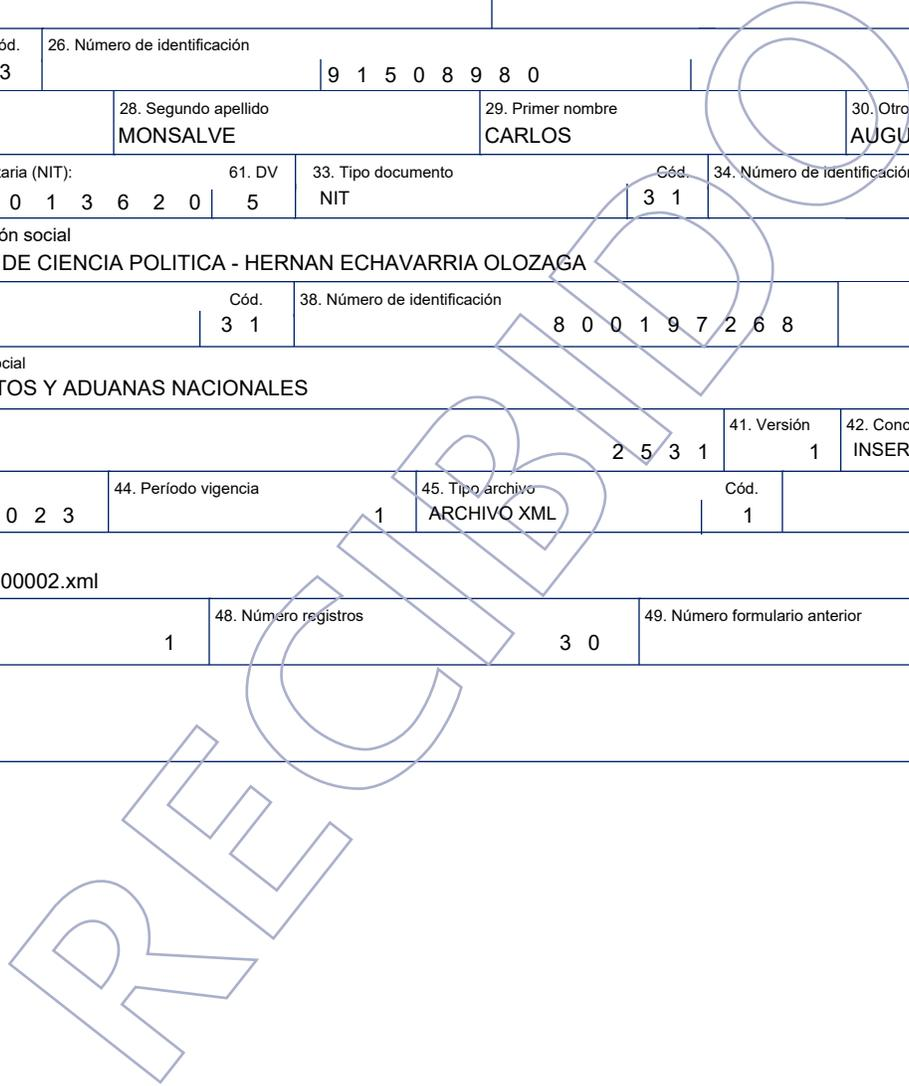 ód. 26. Número de identificación
3 9 1 5 0 8 9 8 0
28. Segundo apellido 29. Primer nombre 30. Otro
MONSALVE CARLOS AUGU
aria (NIT): 61. DV 33. Tipo documento Cód. 34. Número de identificación
0 1 3 6 2 0 5 NIT 3 1
ón social
DE CIENCIA POLITICA - HERNAN ECHAVARRIA OLOZAGA
Cód. 38. Número de identificación
3 1 8 0 0 1 9 7 2 6 8
ocial
TOS Y ADUANAS NACIONALES
41. Versión 42. Conc
2 5 3 1 1 INSER
44. Período vigencia 45. Tipo archivo Cód.
0 2 3 1 ARCHIVO XML 1
00002.xml
48. Número registros 49. Número formulario anterior
1 3 0
RECIBIDO